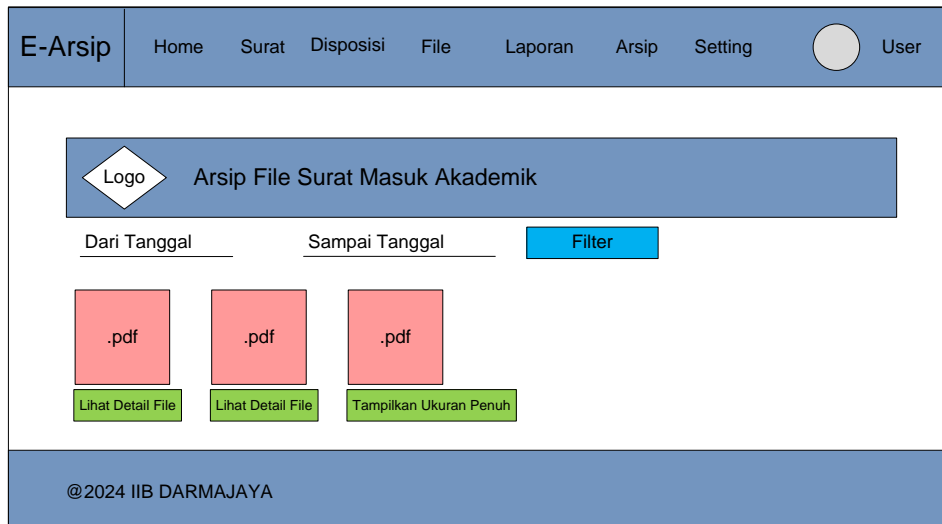 E-Arsip Home Surat Disposisi File Laporan Arsip Setting User
Logo Arsip File Surat Masuk Akademik
Dari Tanggal Sampai Tanggal Filter
.pdf .pdf .pdf
Lihat Detail File Lihat Detail File Tampilkan Ukuran Penuh
@2024 IIB DARMAJAYA